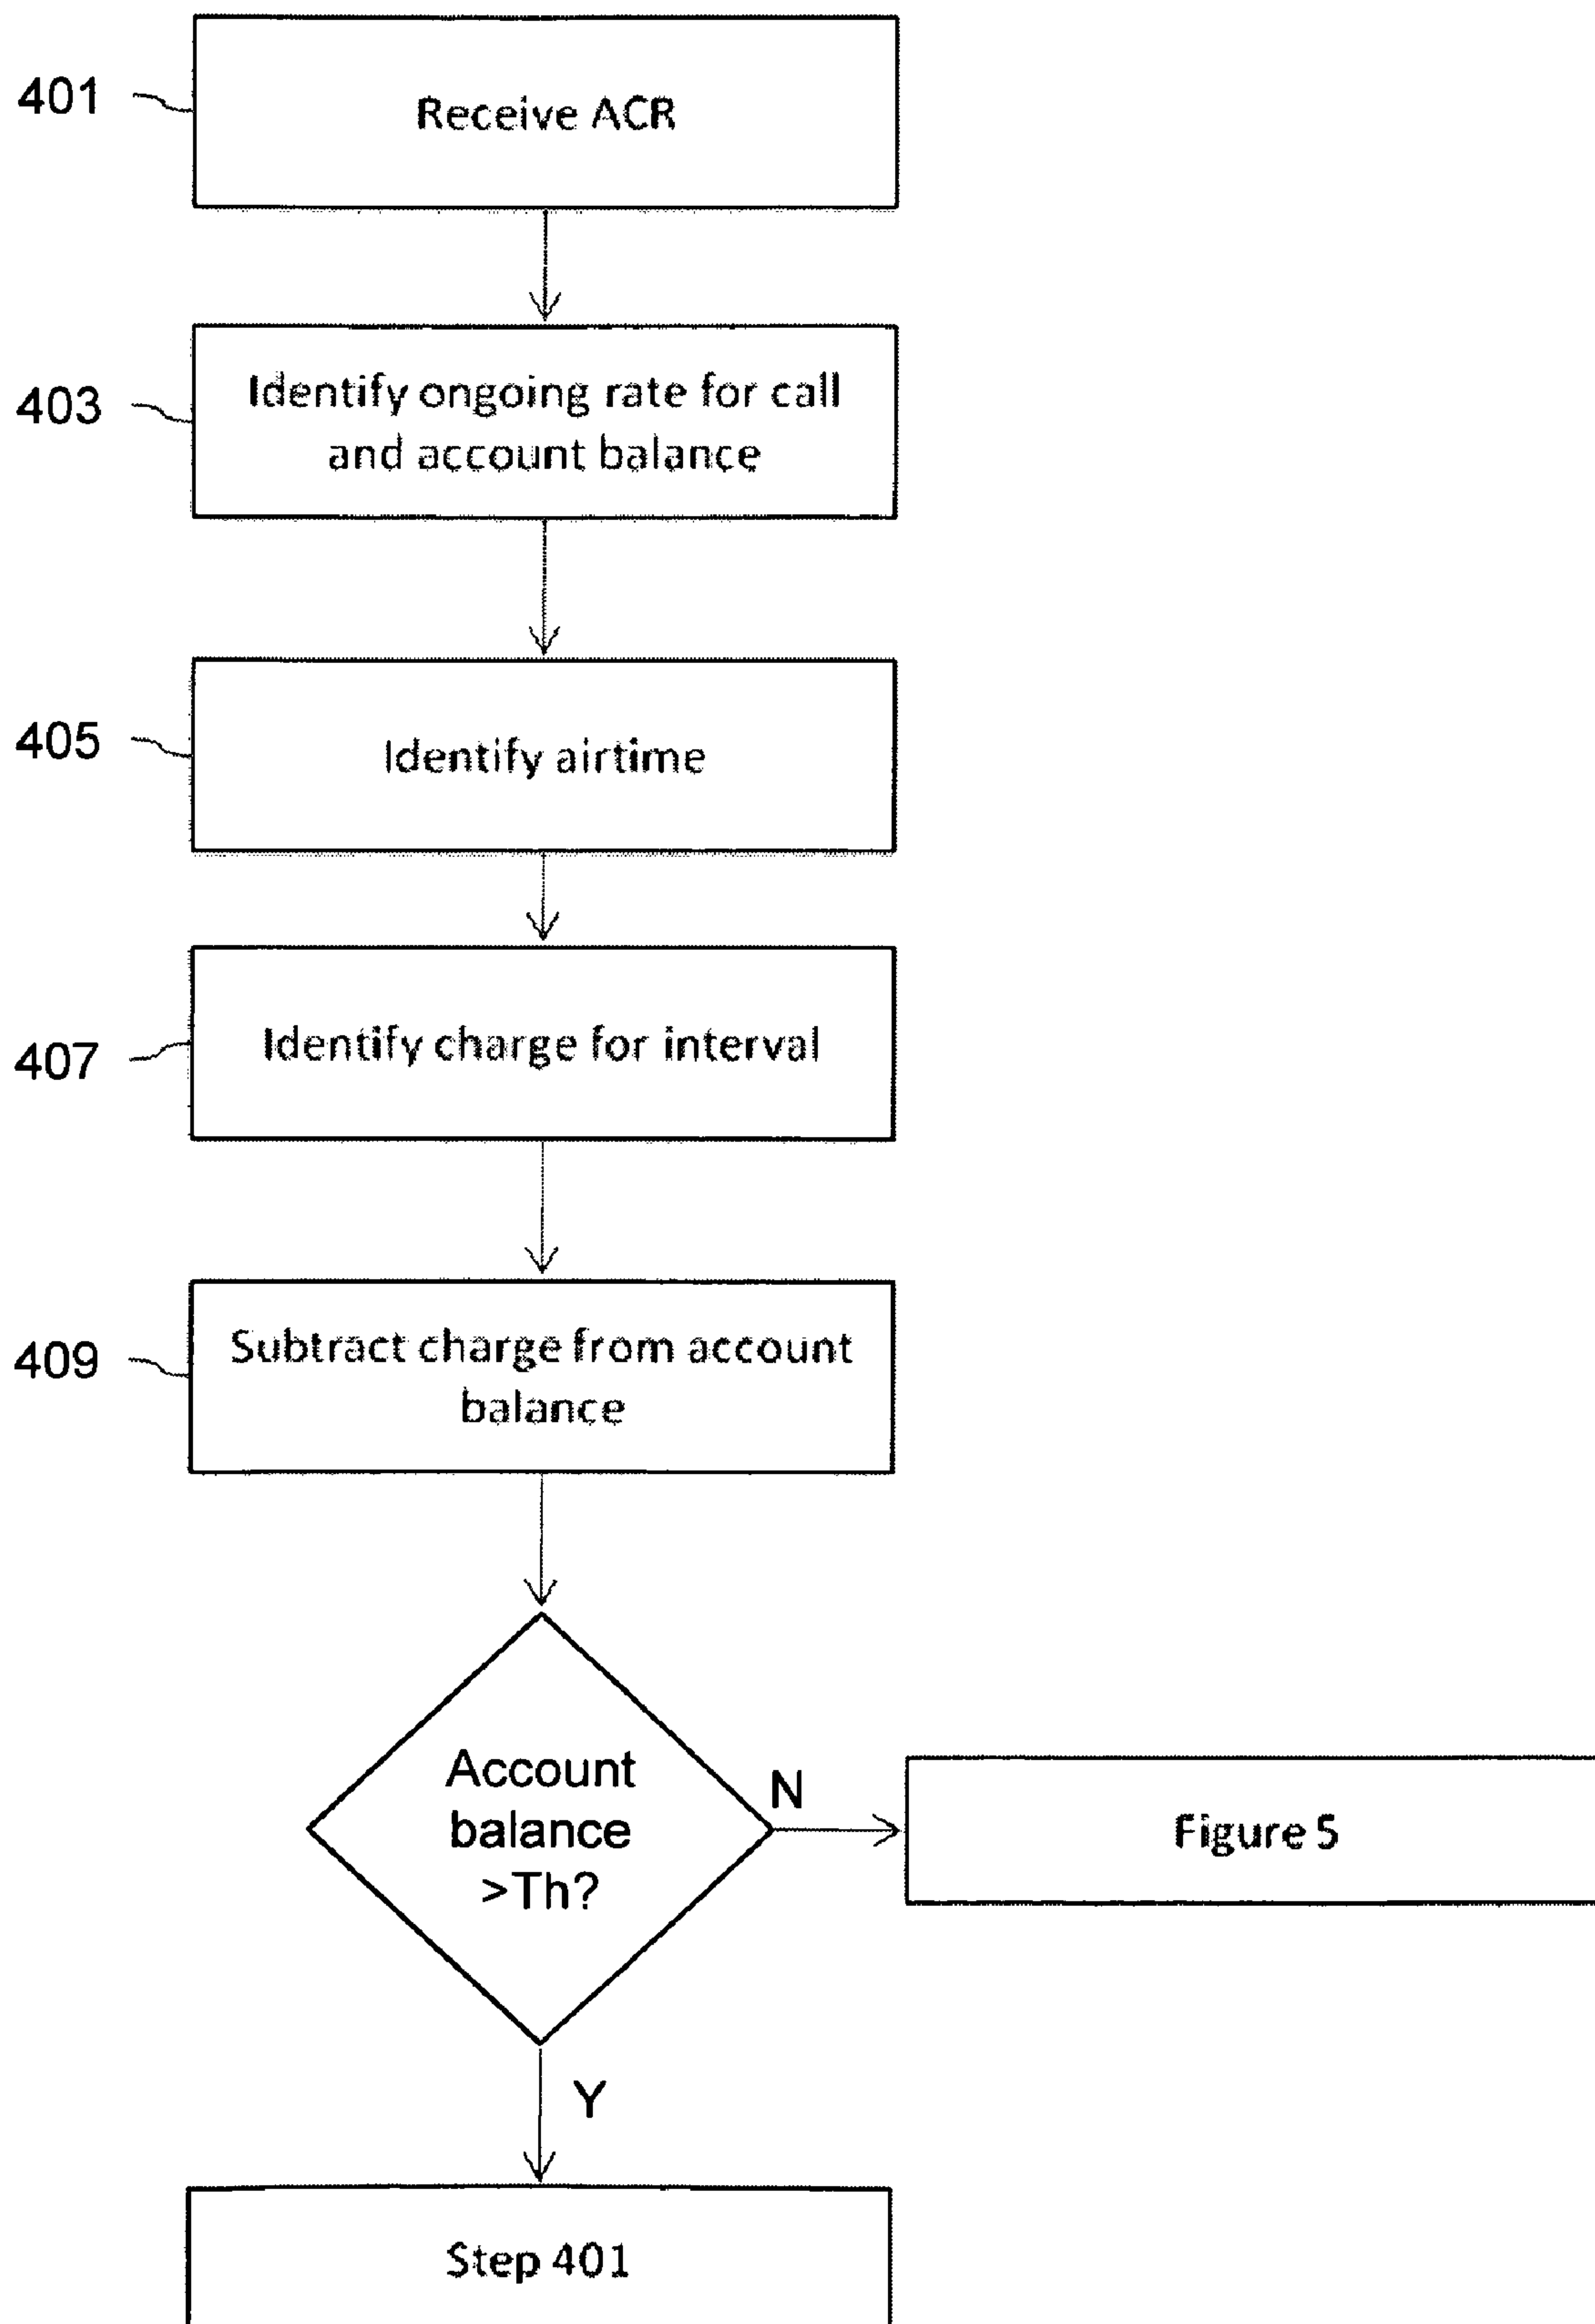 401
Receive ACR
403
Identify ongoing rate for call
and account balance
405
Identify airtime
407
Identify charge for interval
409
Subtract charge from account
balance
Account
balance
>Th?
N
Figure 5
Y
Step 401